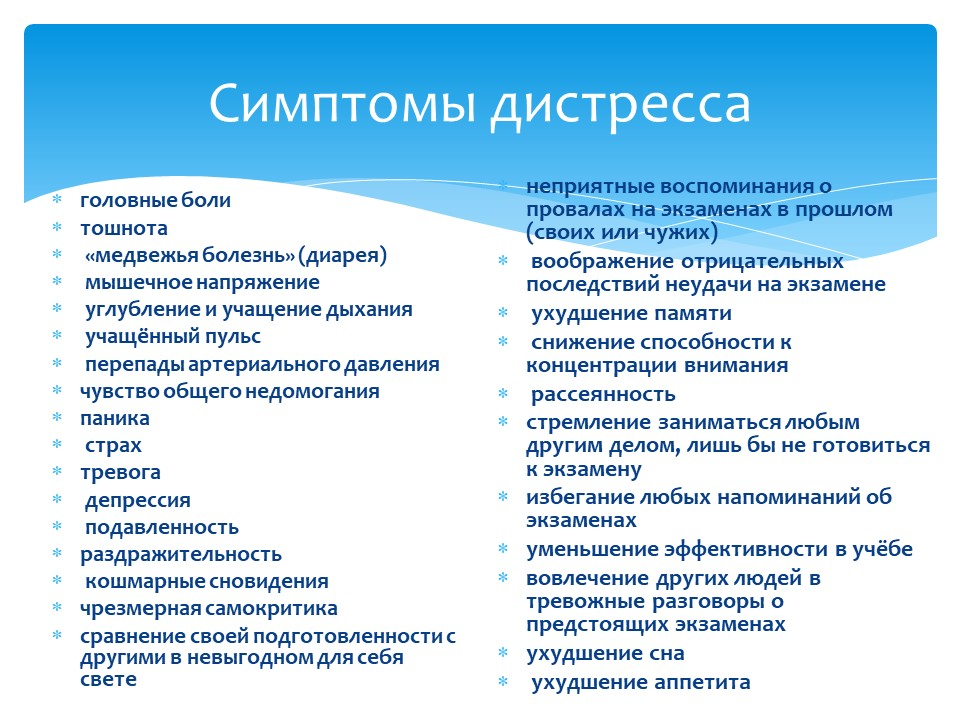 Симптомы дистресса
головные боли
тошнота
«медвежья болезнь» (диарея)
мышечное напряжение
углубление и учащение дыхания
учащённый пульс
перепады артериального давления
чувство общего недомогания
паника
страх
тревога
депрессия
подавленность
раздражительность
кошмарные сновидения
чрезмерная самокритика
сравнение своей подготовленности с
другими в невыгодном для себя
свете
неприятные воспоминания о
провалах на экзаменах в прошлом
(своих или чужих)
воображение отрицательных
последствий неудачи на экзамене
ухудшение памяти
снижение способности к
концентрации внимания
рассеянность
стремление заниматься любым
другим делом, лишь бы не готовиться
к экзамену
избегание любых напоминаний об
экзаменах
уменьшение эффективности в учёбе
вовлечение других людей в
тревожные разговоры о
предстоящих экзаменах
ухудшение сна
ухудшение аппетита